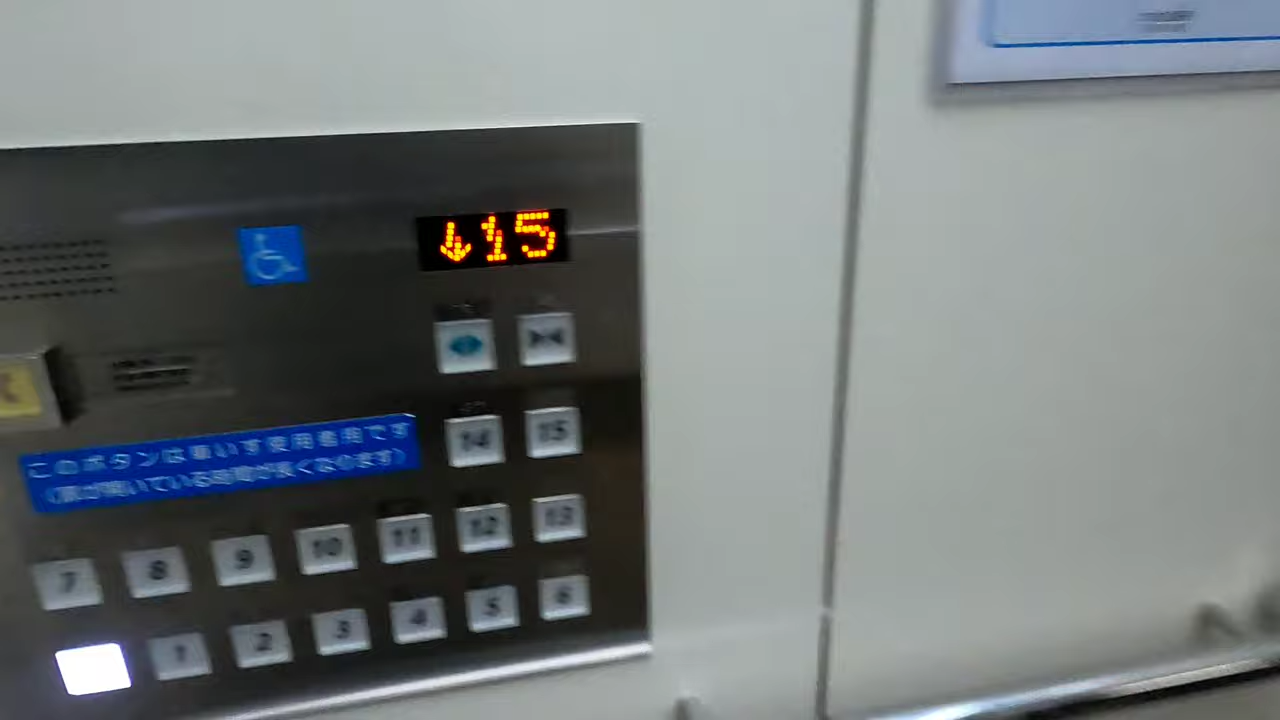 ↓15
14 15
このボタンは車いす使用者用です
（扉が開いている時間が長くなります）
7 8 9 10 11 12 13
1 2 3 4 5 6